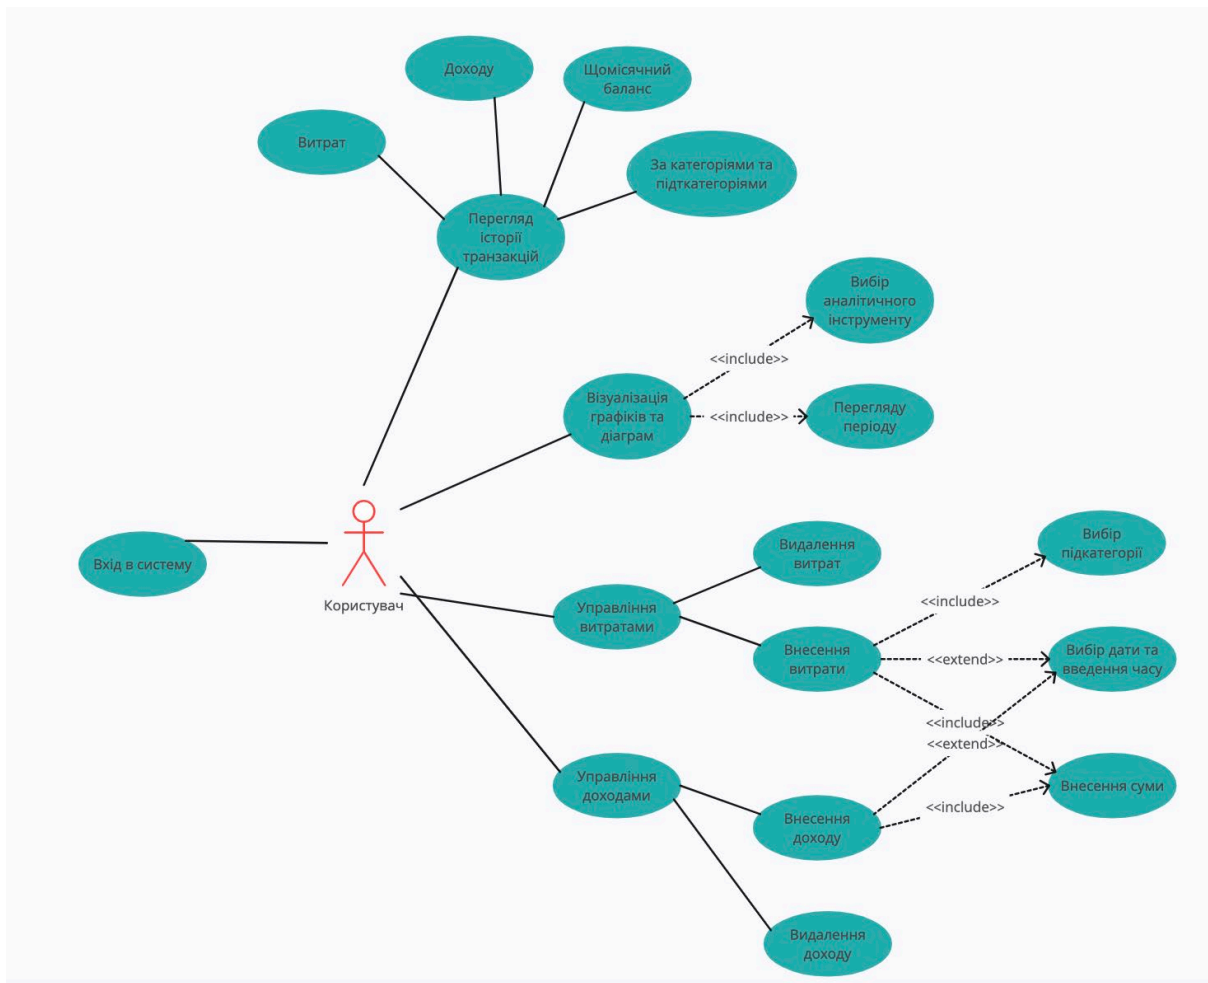 Доходу
Щомісячний
баланс
Витрат
За категоріями та
підткатегоріями
Перегляд
історії
транзакцій
Вибір
аналітичного
інструменту
<<include>>
Візуалізація
графіків та
діаграм
<<include>>
Перегляду
періоду
Вхід в систему
Користувач
Видалення
витрат
Вибір
підкатегорії
Управління
витратами
<<include>>
Внесення
витрати
<<extend>>
Вибір дати та
введення часу
<<include>>
<<extend>>
Управління
доходами
Внесення суми
<<include>>
Внесення
доходу
Видалення
доходу